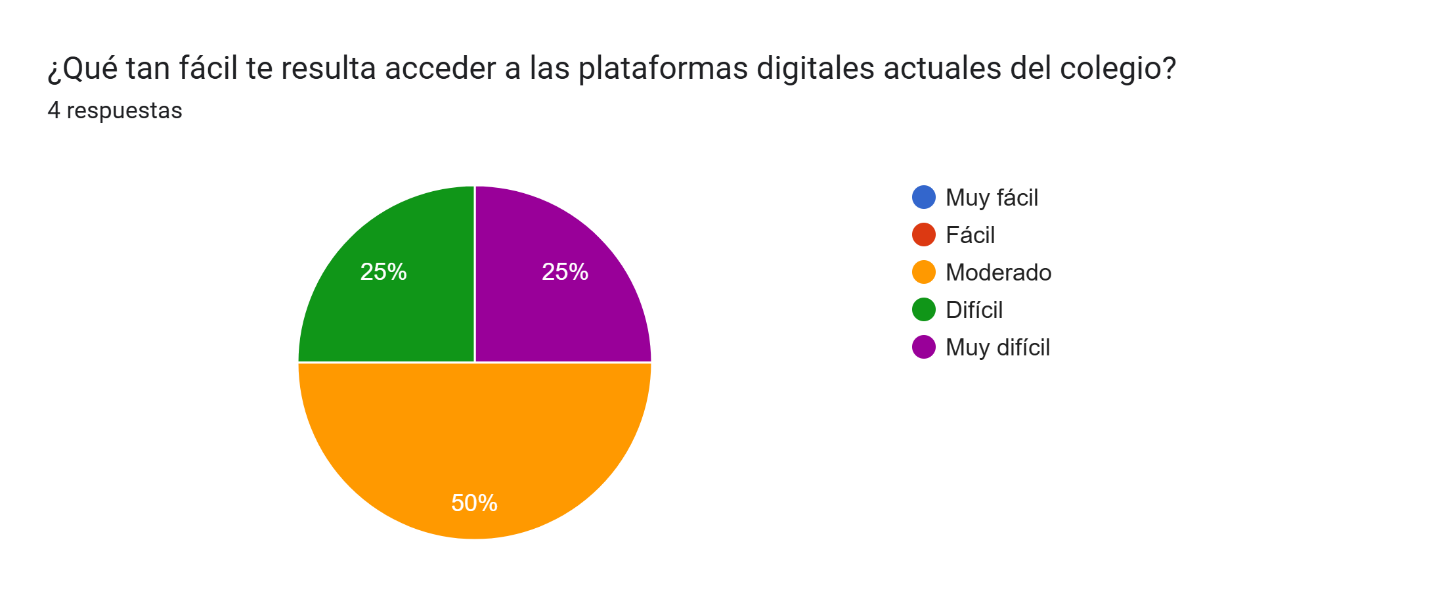 ¿Qué tan fácil te resulta acceder a las plataformas digitales actuales del colegio?
4 respuestas
25%
25%
50%
Muy fácil
Fácil
Moderado
Difícil
Muy difícil